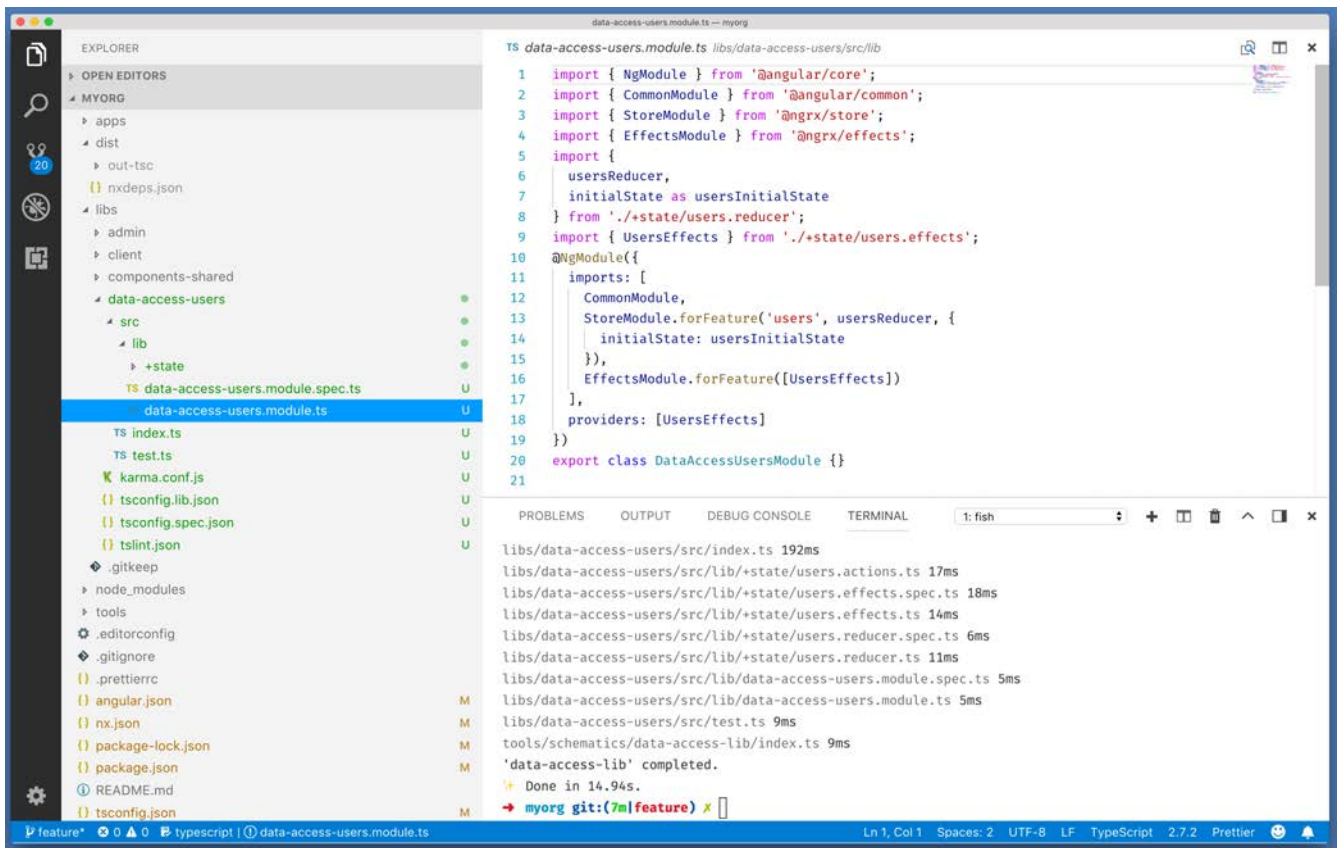 data-access-users.module.ts — myorg
EXPLORER
OPEN EDITORS
MYORG
apps
dist
out-tsc
{} nxdeps.json
libs
admin
client
components-shared
data-access-users
src
lib
+state
TS data-access-users.module.spec.ts U
data-access-users.module.ts U
TS index.ts U
TS test.ts U
K karma.conf.js U
{} tsconfig.lib.json U
{} tsconfig.spec.json U
{} tslint.json U
.gitkeep
node_modules
tools
.editorconfig
.gitignore
{} .prettierrc
{} angular.json M
{} nx.json M
{} package-lock.json M
{} package.json M
README.md
{} tsconfig.json M
20
TS data-access-users.module.ts libs/data-access-users/src/lib
1 import { NgModule } from '@angular/core';
2 import { CommonModule } from '@angular/common';
3 import { StoreModule } from '@ngrx/store';
4 import { EffectsModule } from '@ngrx/effects';
5 import {
6 usersReducer,
7 initialState as usersInitialState
8 } from './+state/users.reducer';
9 import { UsersEffects } from './+state/users.effects';
10 @NgModule({
11 imports: [
12 CommonModule,
13 StoreModule.forFeature('users', usersReducer, {
14 initialState: usersInitialState
15 }),
16 EffectsModule.forFeature([UsersEffects])
17 ],
18 providers: [UsersEffects]
19 })
20 export class DataAccessUsersModule {}
21
PROBLEMS OUTPUT DEBUG CONSOLE TERMINAL 1: fish
libs/data-access-users/src/index.ts 192ms
libs/data-access-users/src/lib/+state/users.actions.ts 17ms
libs/data-access-users/src/lib/+state/users.effects.spec.ts 18ms
libs/data-access-users/src/lib/+state/users.effects.ts 14ms
libs/data-access-users/src/lib/+state/users.reducer.spec.ts 6ms
libs/data-access-users/src/lib/+state/users.reducer.ts 11ms
libs/data-access-users/src/lib/data-access-users.module.spec.ts 5ms
libs/data-access-users/src/lib/data-access-users.module.ts 5ms
libs/data-access-users/src/test.ts 9ms
tools/schematics/data-access-lib/index.ts 9ms
'data-access-lib' completed.
✨ Done in 14.94s.
➜ myorg git:(7m|feature) ✗
feature* 0 0 typescript | data-access-users.module.ts Ln 1, Col 1 Spaces: 2 UTF-8 LF TypeScript 2.7.2 Prettier